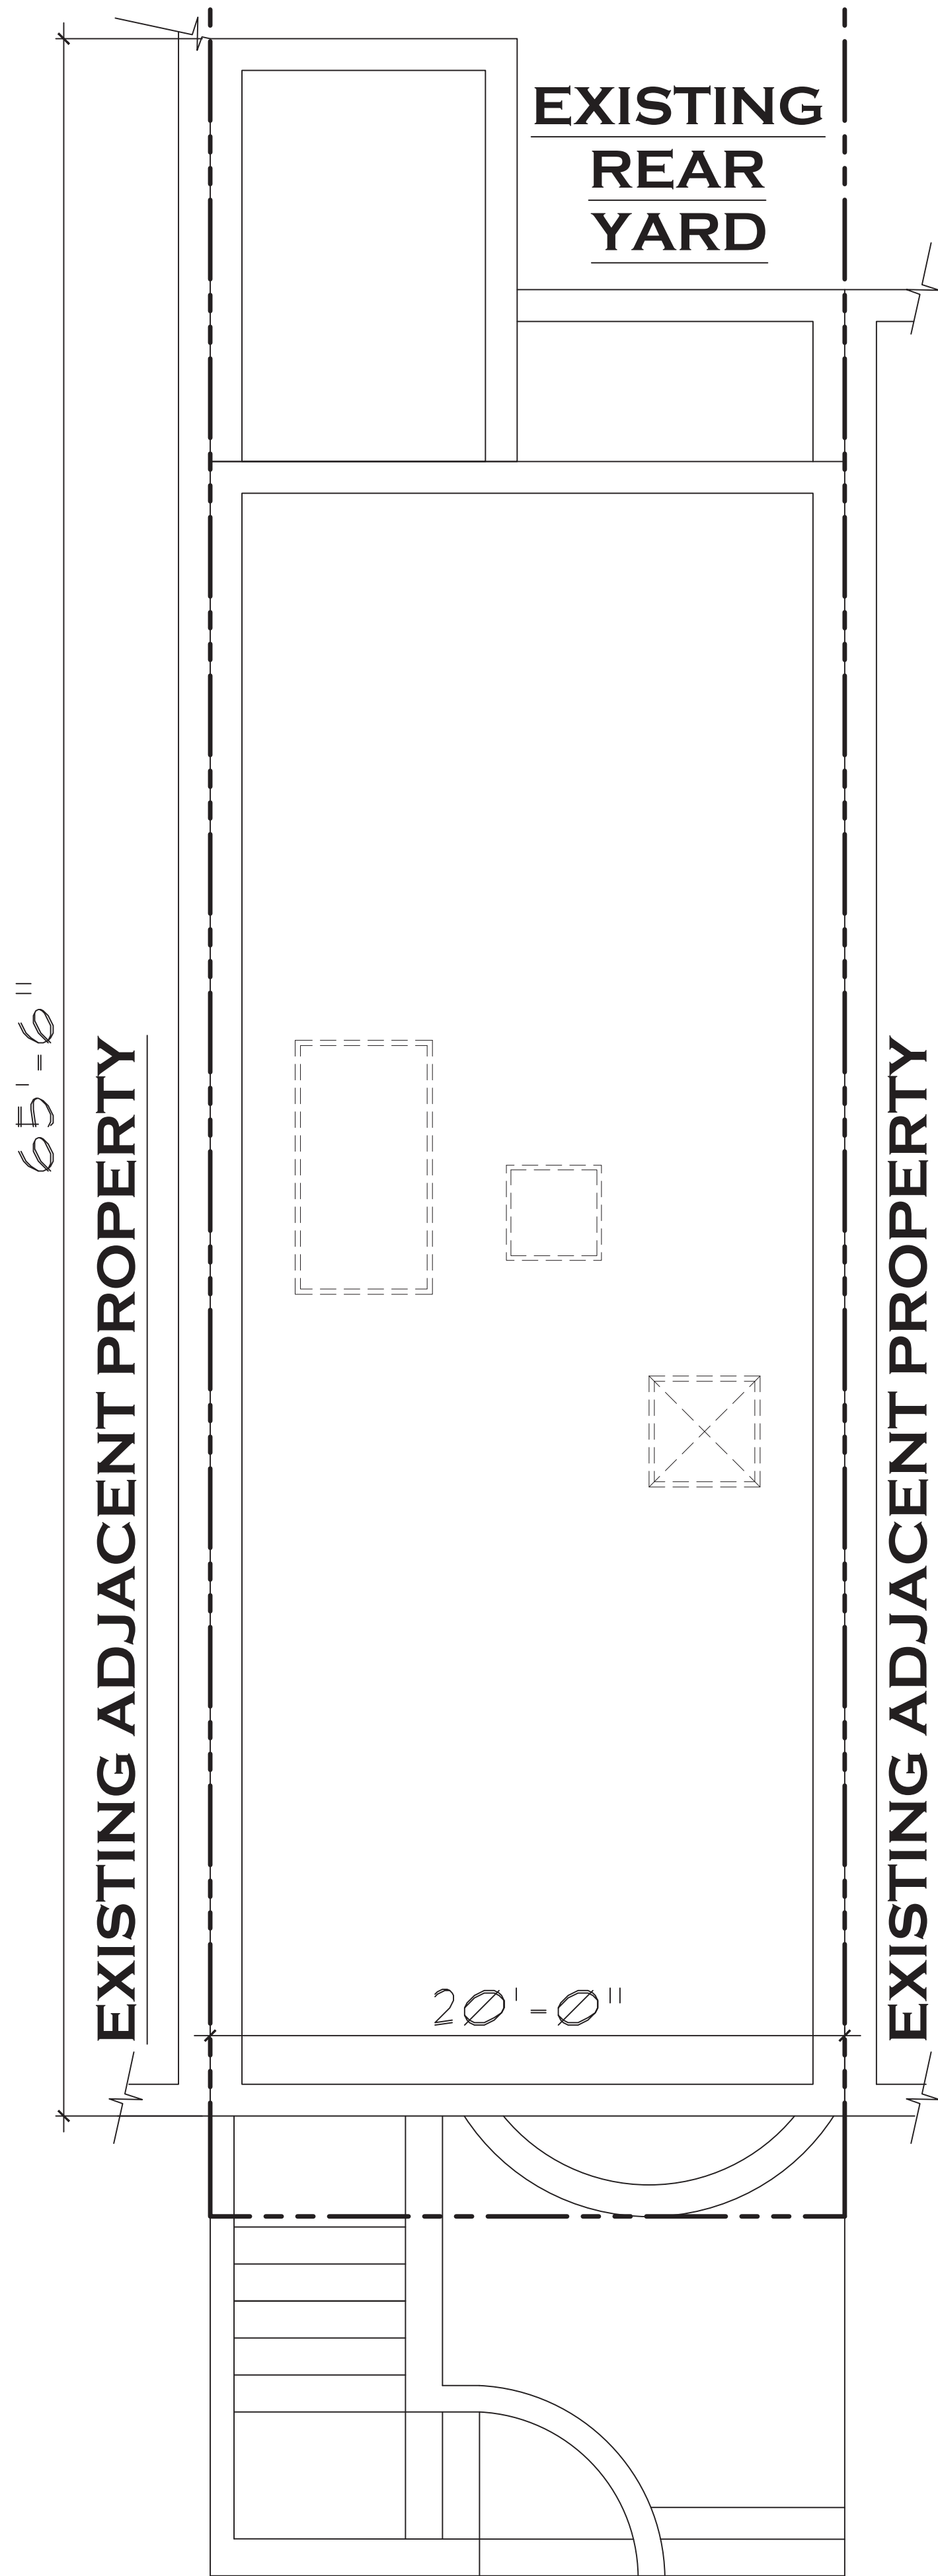 EXISTING
REAR
YARD
65'-6"
EXISTING ADJACENT PROPERTY
EXISTING ADJACENT PROPERTY
20'-0"